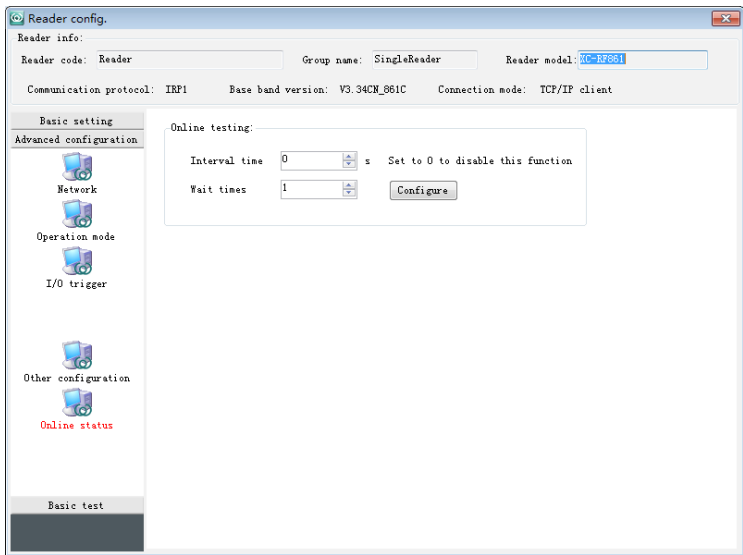 Reader config.
Reader info:
Reader code: Reader Group name: SingleReader Reader model: XC-RF861
Communication protocol: IRP1 Base band version: V3.34CN_861C Connection mode: TCP/IP client
Basic setting
Advanced configuration
Network
Operation mode
I/O trigger
Other configuration
Online status
Basic test
Online testing:
Interval time 0 s Set to 0 to disable this function
Wait times 1 Configure